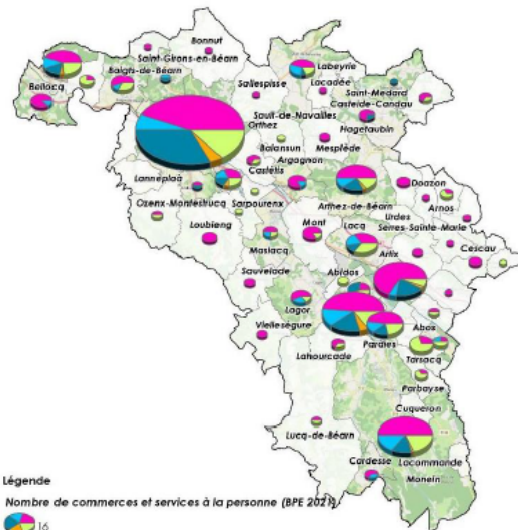 Bonnut
Saint-Girons-en-Béarn
Labeyrie
Baigts-de-Béarn
Lacadée
Sallespisse
Saint-Médard
Bellocq
Casteide-Candau
Sault-de-Navailles
Hagetaubin
Orthez
Balansun
Mesplède
Argagnon
Lanneplaà
Castétis
Doazon
Ozenx-Montestrucq
Sarpourenx
Arthez-de-Béarn
Arnos
Urdes
Loubieng
Mont
Lacq
Serres-Sainte-Marie
Maslacq
Artix
Cescau
Sauvelade
Abidos
Lagor
Abos
Vielleségure
Pardies
Lahourcade
Tarsacq
Parbayse
Cuqueron
Lucq-de-Béarn
Cardesse
Lacommande
Monein
Légende
Nombre de commerces et services à la personne (BPE 2021)
16